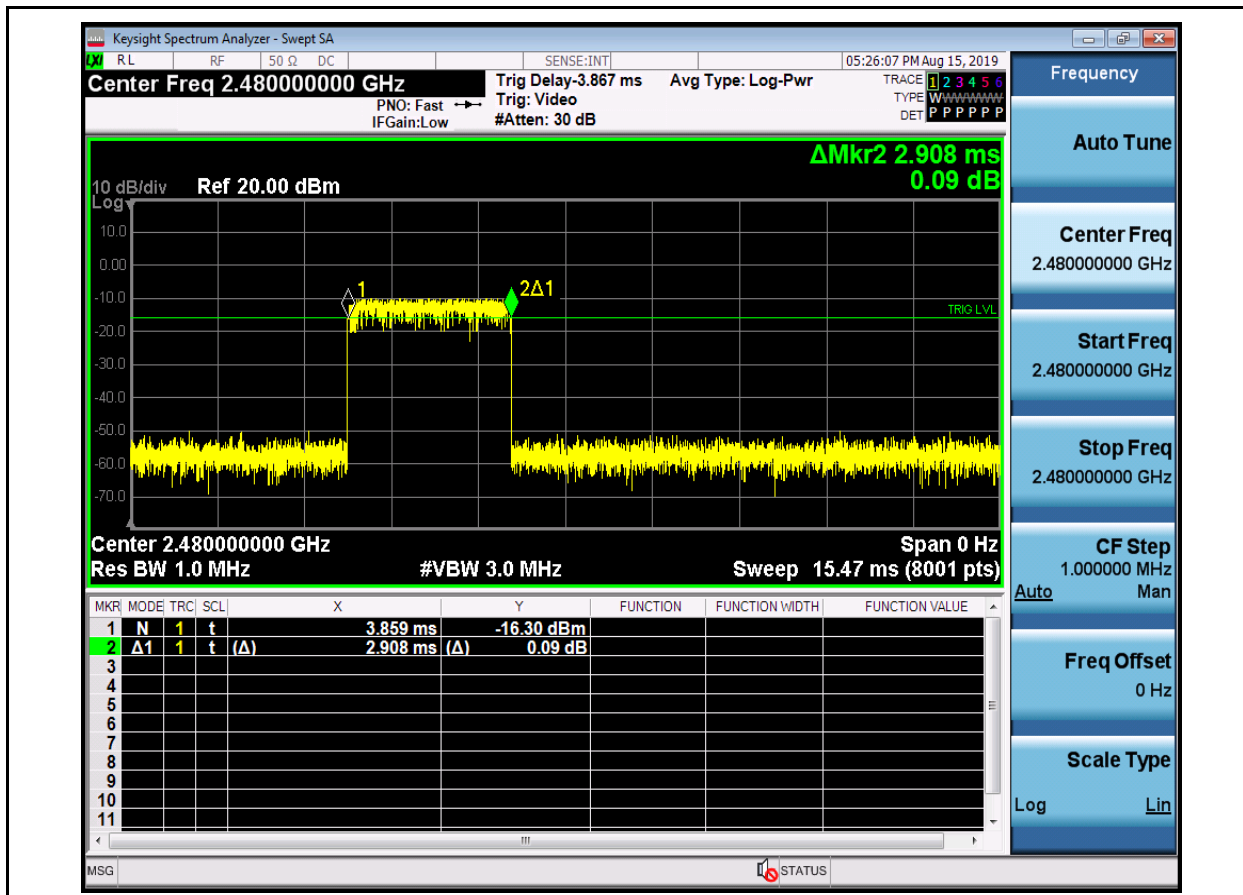 Keysight Spectrum Analyzer - Swept SA
LXI RL RF 50 Ω DC SENSE:INT 05:26:07 PM Aug 15, 2019
Center Freq 2.480000000 GHz
PNO: Fast
IFGain:Low
Trig Delay-3.867 ms
Trig: Video
#Atten: 30 dB
Avg Type: Log-Pwr
TRACE 1 2 3 4 5 6
TYPE WWWWWW
DET P P P P P P
ΔMkr2 2.908 ms
0.09 dB
10 dB/div Ref 20.00 dBm
Log
10.0
0.00
-10.0
-20.0
-30.0
-40.0
-50.0
-60.0
-70.0
1
2Δ1
TRIG LVL
Center 2.480000000 GHz Span 0 Hz
Res BW 1.0 MHz #VBW 3.0 MHz Sweep 15.47 ms (8001 pts)
MKR MODE TRC SCL X Y FUNCTION FUNCTION WIDTH FUNCTION VALUE
1 N 1 t 3.859 ms -16.30 dBm
2 Δ1 1 t (Δ) 2.908 ms (Δ) 0.09 dB
3
4
5
6
7
8
9
10
11
MSG STATUS
Frequency
Auto Tune
Center Freq
2.480000000 GHz
Start Freq
2.480000000 GHz
Stop Freq
2.480000000 GHz
CF Step
1.000000 MHz
Auto Man
Freq Offset
0 Hz
Scale Type
Log Lin